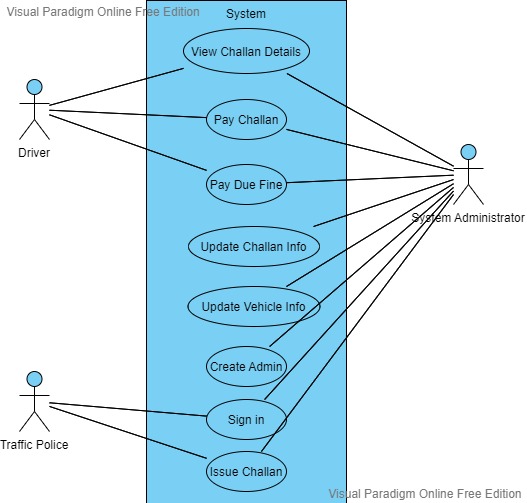 Visual Paradigm Online Free Edition
System
View Challan Details
Pay Challan
Driver
Pay Due Fine
System Administrator
Update Challan Info
Update Vehicle Info
Create Admin
Sign in
Traffic Police
Issue Challan
Visual Paradigm Online Free Edition